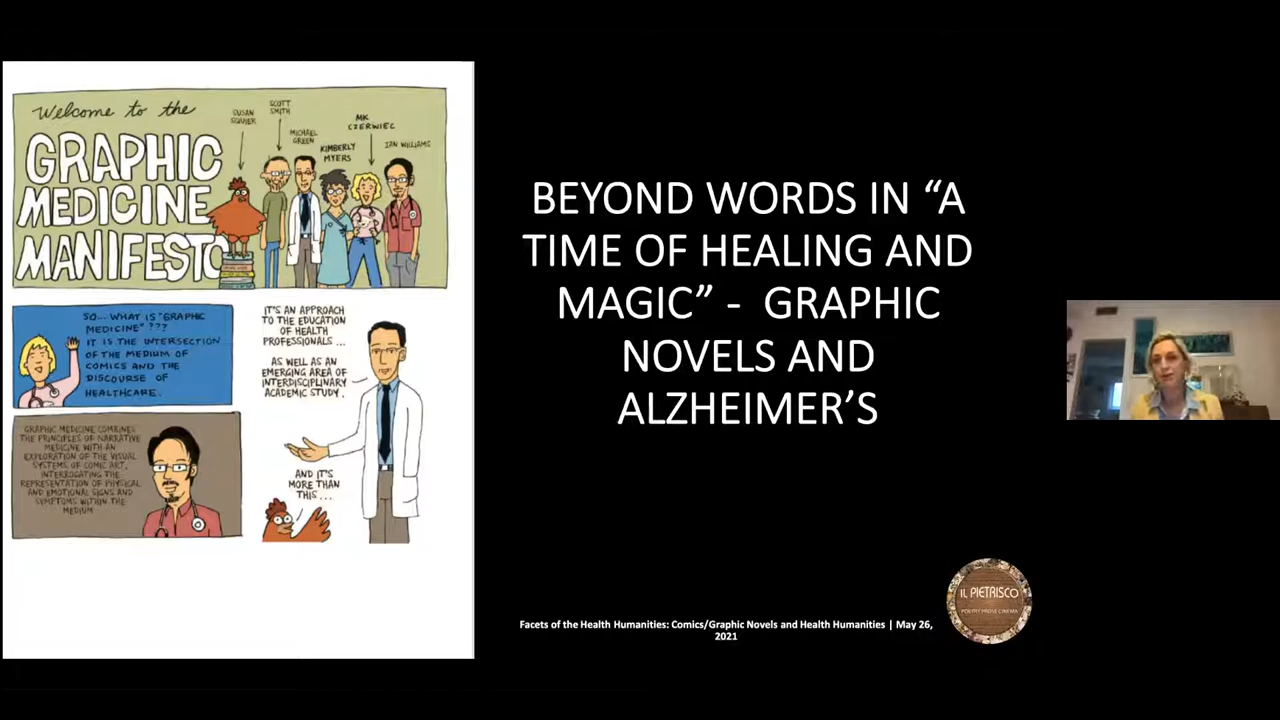 Welcome to the
GRAPHIC
MEDICINE
MANIFESTO
SUSAN
SQUIER
SCOTT
SMITH
MICHAEL
GREEN
KIMBERLY
MYERS
MK
CZERWIEC
IAN WILLIAMS
SO... WHAT IS "GRAPHIC
MEDICINE"???
IT IS THE INTERSECTION
OF THE MEDIUM OF
COMICS AND THE
DISCOURSE OF
HEALTHCARE.
IT'S AN APPROACH
TO THE EDUCATION
OF HEALTH
PROFESSIONALS...
AS WELL AS AN
EMERGING AREA OF
INTERDISCIPLINARY
ACADEMIC STUDY.
GRAPHIC MEDICINE COMBINES
THE PRINCIPLES OF NARRATIVE
MEDICINE WITH AN
EXPLORATION OF THE VISUAL
SYSTEMS OF COMIC ART,
INTERROGATING THE
REPRESENTATION OF PHYSICAL
AND EMOTIONAL SIGNS AND
SYMPTOMS WITHIN THE
MEDIUM
AND IT'S
MORE THAN
THIS...
BEYOND WORDS IN “A
TIME OF HEALING AND
MAGIC” - GRAPHIC
NOVELS AND
ALZHEIMER’S
Facets of the Health Humanities: Comics/Graphic Novels and Health Humanities | May 26,
2021
IL PIETRISCO
POETRY PROSE CINEMA